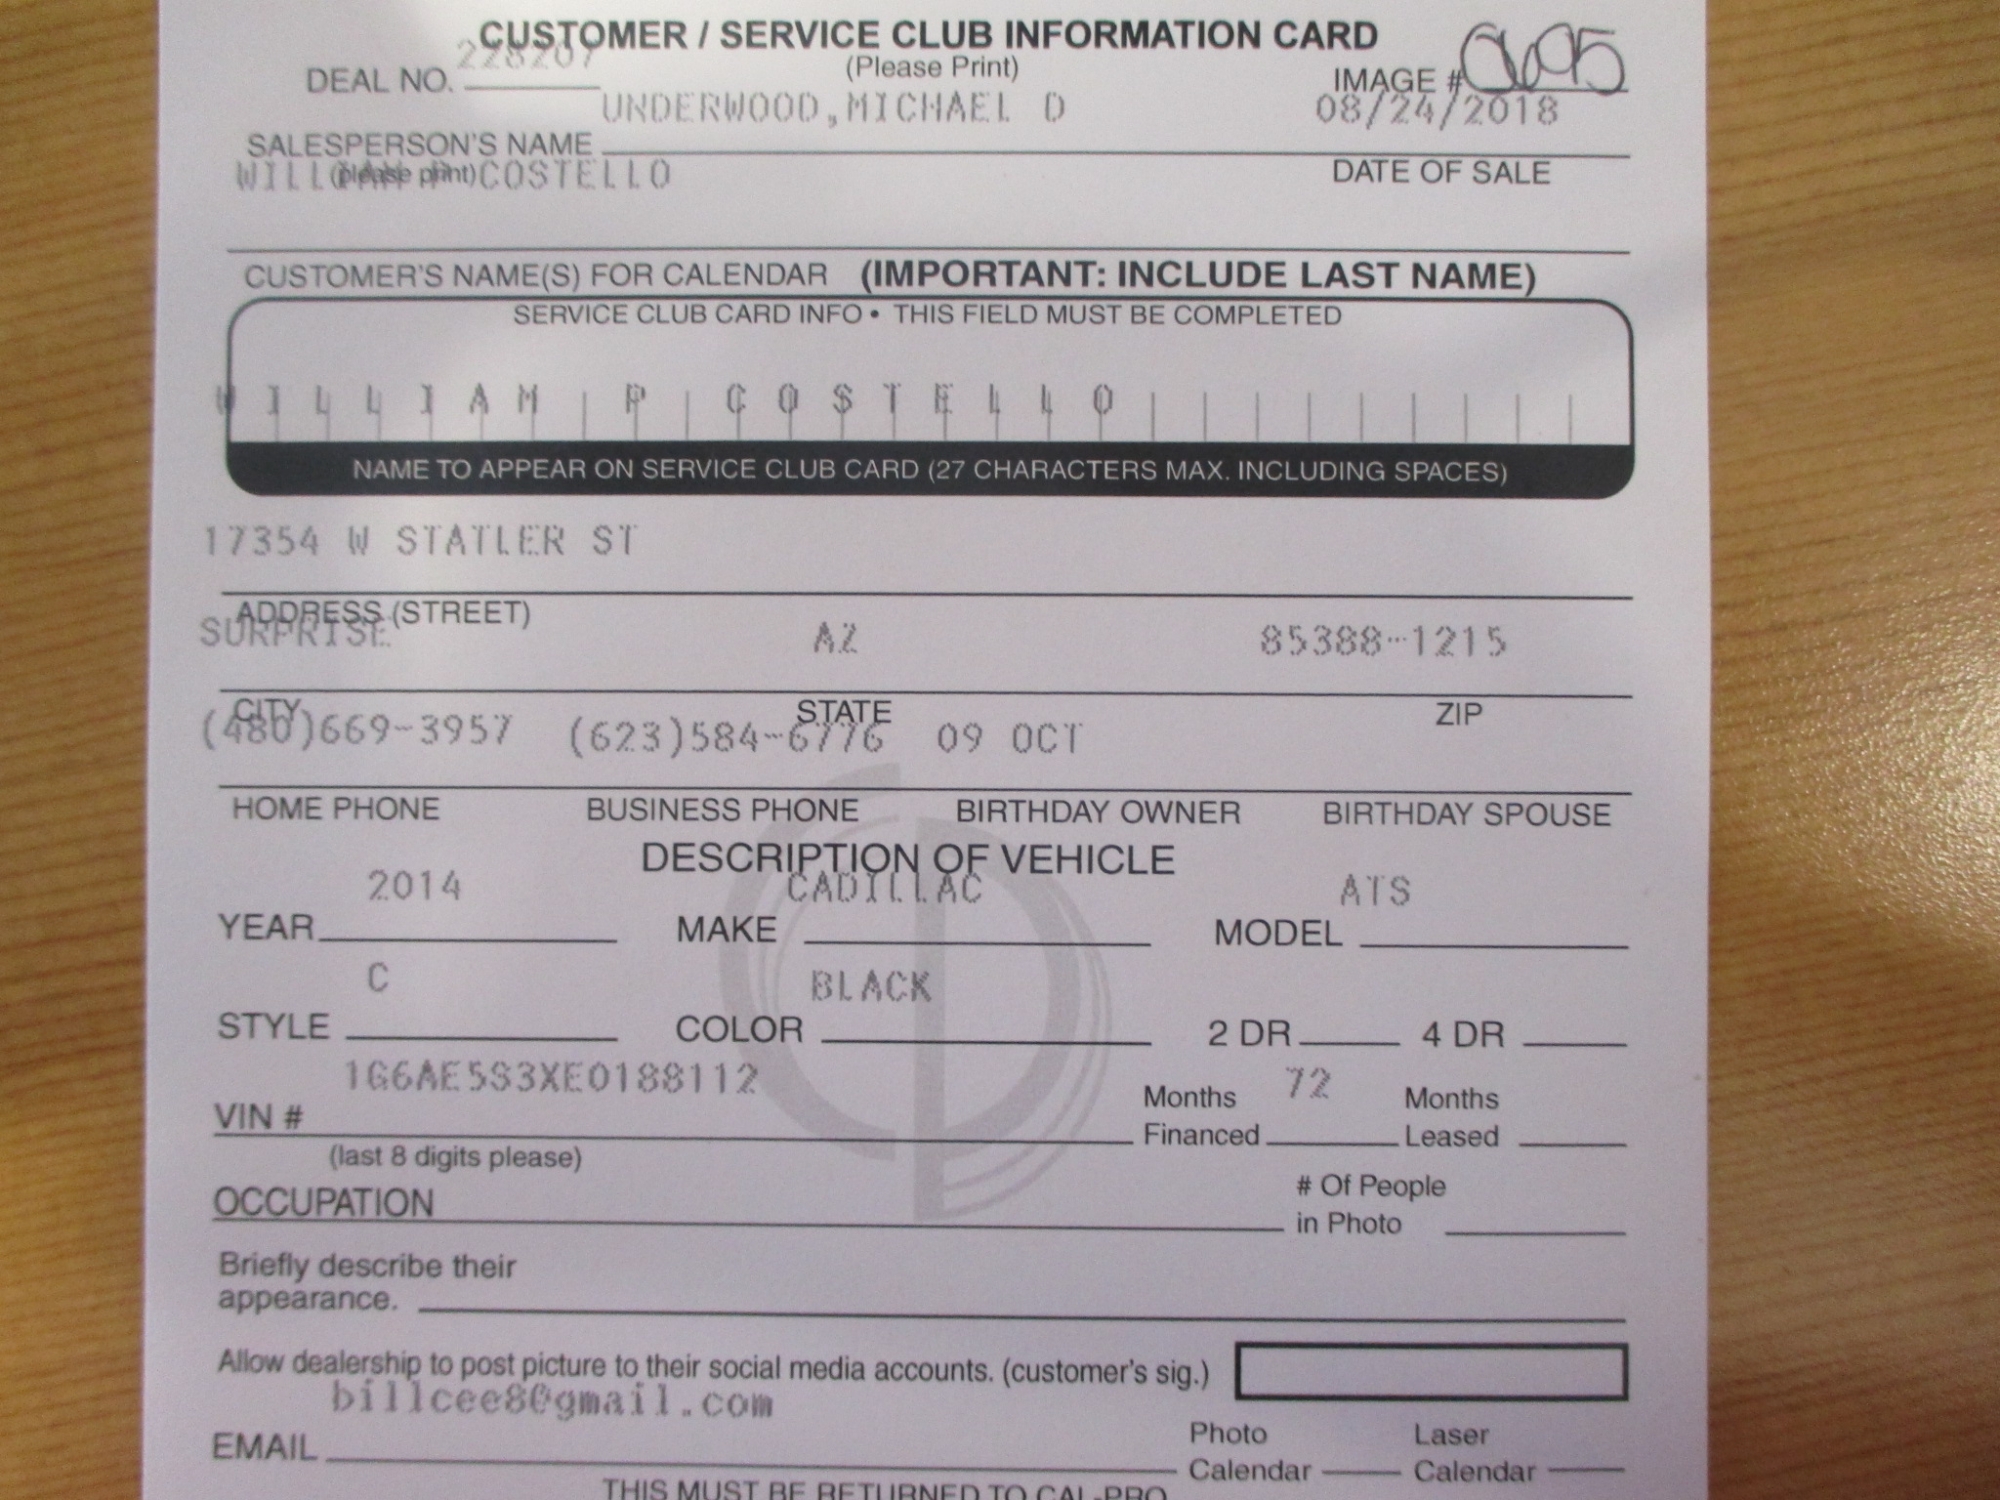 CUSTOMER / SERVICE CLUB INFORMATION CARD
(Please Print)
DEAL NO. 228207
IMAGE #
UNDERWOOD,MICHAEL D 08/24/2018
SALESPERSON'S NAME
(please print)
DATE OF SALE
WILLIAM P COSTELLO
CUSTOMER'S NAME(S) FOR CALENDAR (IMPORTANT: INCLUDE LAST NAME)
SERVICE CLUB CARD INFO • THIS FIELD MUST BE COMPLETED
WILLIAM P COSTELLO
NAME TO APPEAR ON SERVICE CLUB CARD (27 CHARACTERS MAX. INCLUDING SPACES)
17354 W STATLER ST
ADDRESS (STREET)
SURPRISE AZ 85388-1215
CITY STATE ZIP
(480)669-3957 (623)584-6776 09 OCT
HOME PHONE BUSINESS PHONE BIRTHDAY OWNER BIRTHDAY SPOUSE
DESCRIPTION OF VEHICLE
2014 CADILLAC ATS
YEAR MAKE MODEL
C BLACK
STYLE COLOR 2 DR 4 DR
1G6AE5S3XE0188112 72
VIN # Months Financed Months Leased
(last 8 digits please)
OCCUPATION # Of People in Photo
Briefly describe their
appearance.
Allow dealership to post picture to their social media accounts. (customer's sig.)
billcee8@gmail.com
EMAIL Photo Calendar Laser Calendar
THIS MUST BE RETURNED TO CAL-PRO